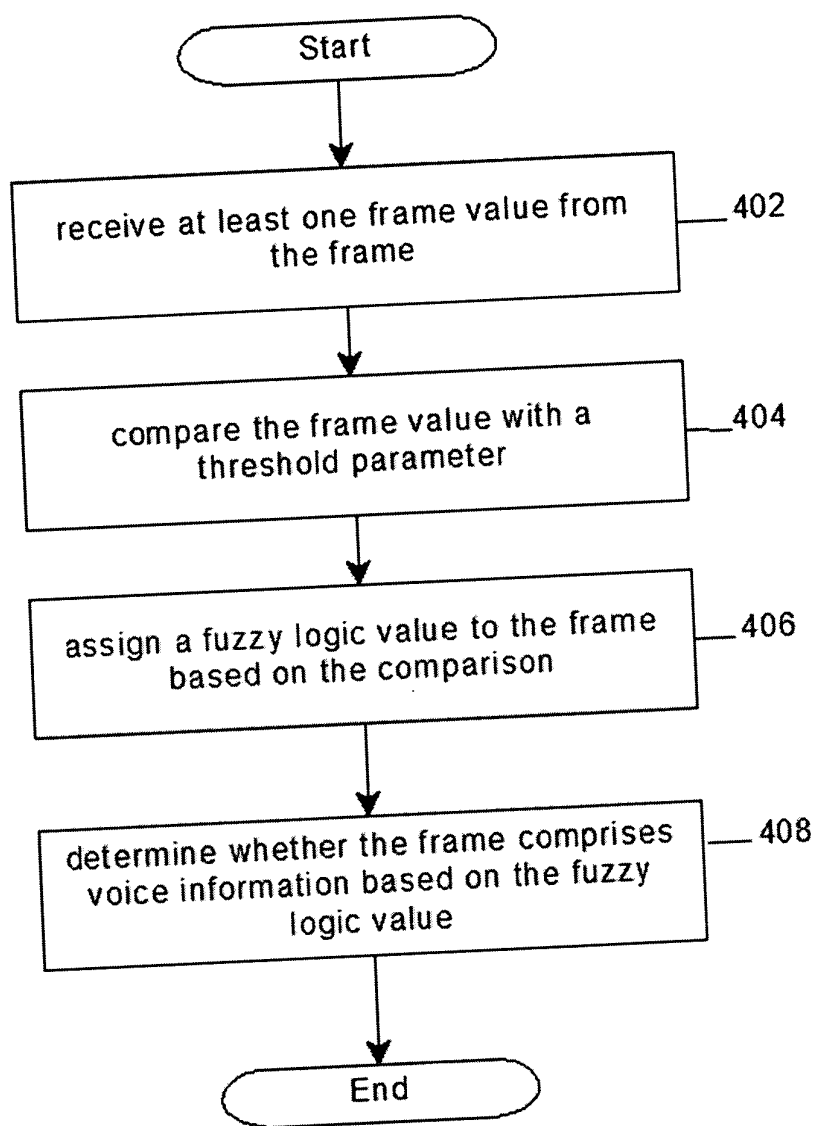 Start
receive at least one frame value from
the frame
402
compare the frame value with a
threshold parameter
404
assign a fuzzy logic value to the frame
based on the comparison
406
determine whether the frame comprises
voice information based on the fuzzy
logic value
408
End